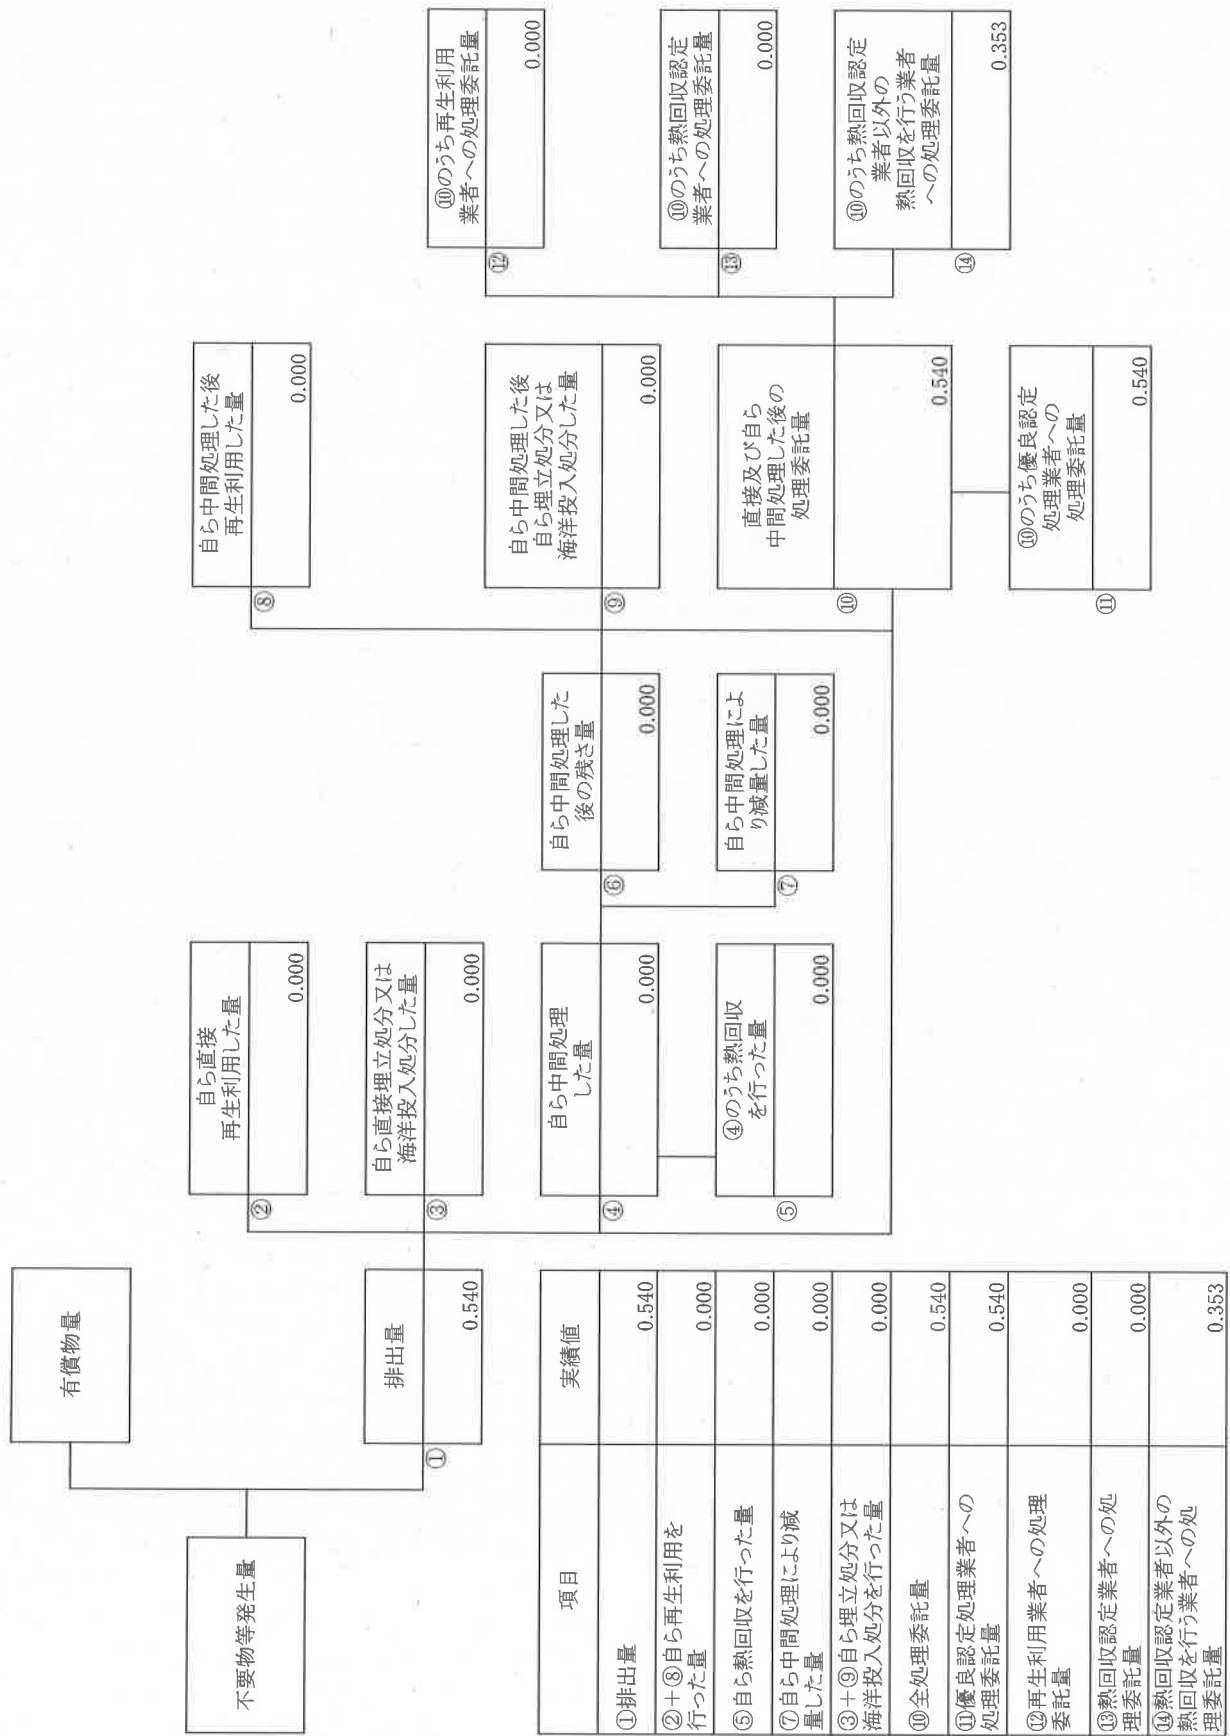 有償物量
不要物等発生量
排出量
①
0.540
自ら直接
再生利用した量
②
0.000
自ら直接埋立処分又は
海洋投入処分した量
③
0.000
自ら中間処理
した量
④
0.000
④のうち熱回収
を行った量
⑤
0.000
自ら中間処理した
後の残さ量
⑥
0.000
自ら中間処理によ
り減量した量
⑦
0.000
自ら中間処理した後
再生利用した量
⑧
0.000
自ら中間処理した後
自ら埋立処分又は
海洋投入処分した量
⑨
0.000
直接及び自ら
中間処理した後の
処理委託量
⑩
0.540
⑩のうち優良認定
処理業者への
処理委託量
⑪
0.540
⑩のうち再生利用
業者への処理委託量
⑫
0.000
⑩のうち熱回収認定
業者への処理委託量
⑬
0.000
⑩のうち熱回収認定
業者以外の
熱回収を行う業者
への処理委託量
⑭
0.353
項目
実績値
①排出量
0.540
②+⑧自ら再生利用を
行った量
0.000
⑤自ら熱回収を行った量
0.000
⑦自ら中間処理により減
量した量
0.000
③+⑨自ら埋立処分又は
海洋投入処分を行った量
0.000
⑩全処理委託量
0.540
⑪優良認定処理業者への
処理委託量
0.540
⑫再生利用業者への処理
委託量
0.000
⑬熱回収認定業者への処
理委託量
0.000
⑭熱回収認定業者以外の
熱回収を行う業者への処
理委託量
0.353